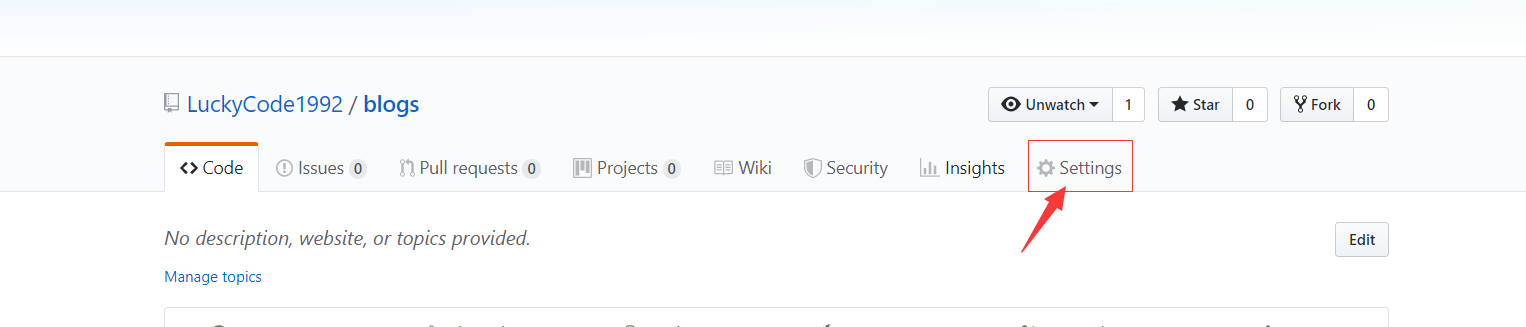 LuckyCode1992 / blogs
Unwatch 1 Star 0 Fork 0
Code Issues 0 Pull requests 0 Projects 0 Wiki Security Insights Settings
No description, website, or topics provided.
Edit
Manage topics